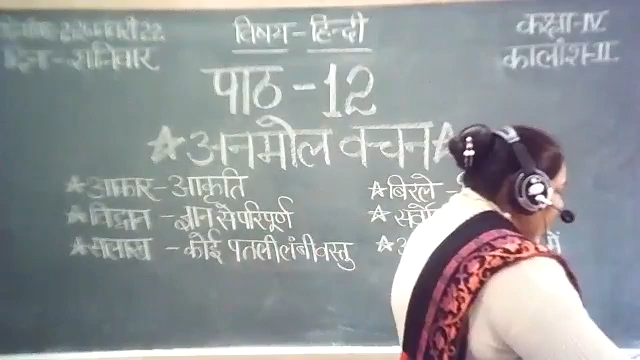 विषय - हिन्दी
कक्षा - IV
दिन - शनिवार
कालांश - II
पाठ - 12
अनमोल वचन
आकार - आकृति
बिरले -
विद्वान - ज्ञान से परिपूर्ण
सलाख - कोई पतली लंबी वस्तु
में